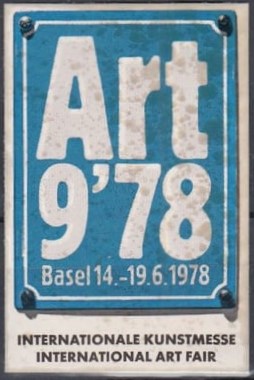 Art
9'78
Basel 14.-19.6.1978
INTERNATIONALE KUNSTMESSE
INTERNATIONAL ART FAIR